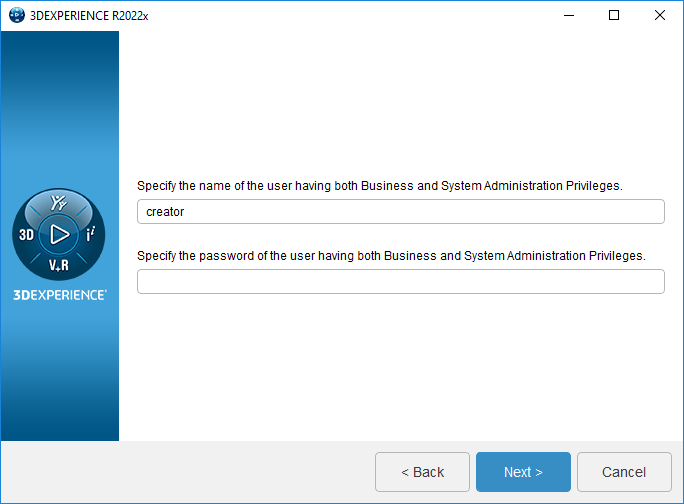 3DEXPERIENCE R2022x
Specify the name of the user having both Business and System Administration Privileges.
creator
3D
i²
V+R
Specify the password of the user having both Business and System Administration Privileges.
3DEXPERIENCE
< Back
Next >
Cancel